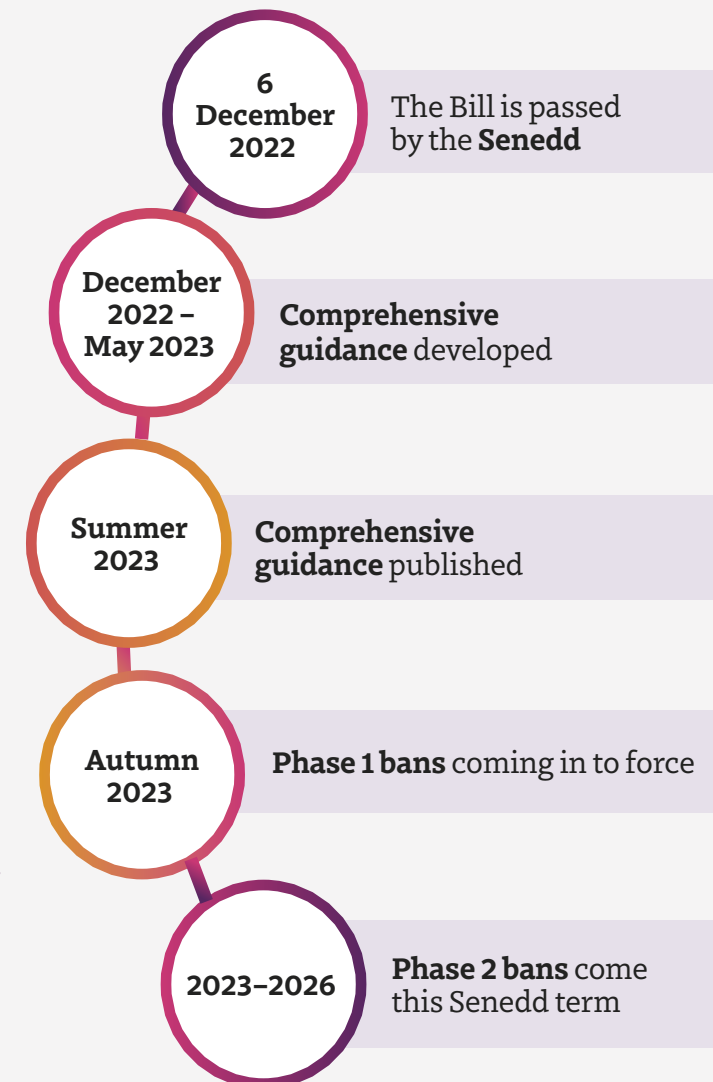 6
December
2022
The Bill is passed
by the Senedd
December
2022 –
May 2023
Comprehensive
guidance developed
Summer
2023
Comprehensive
guidance published
Autumn
2023
Phase 1 bans coming in to force
2023–2026
Phase 2 bans come
this Senedd term